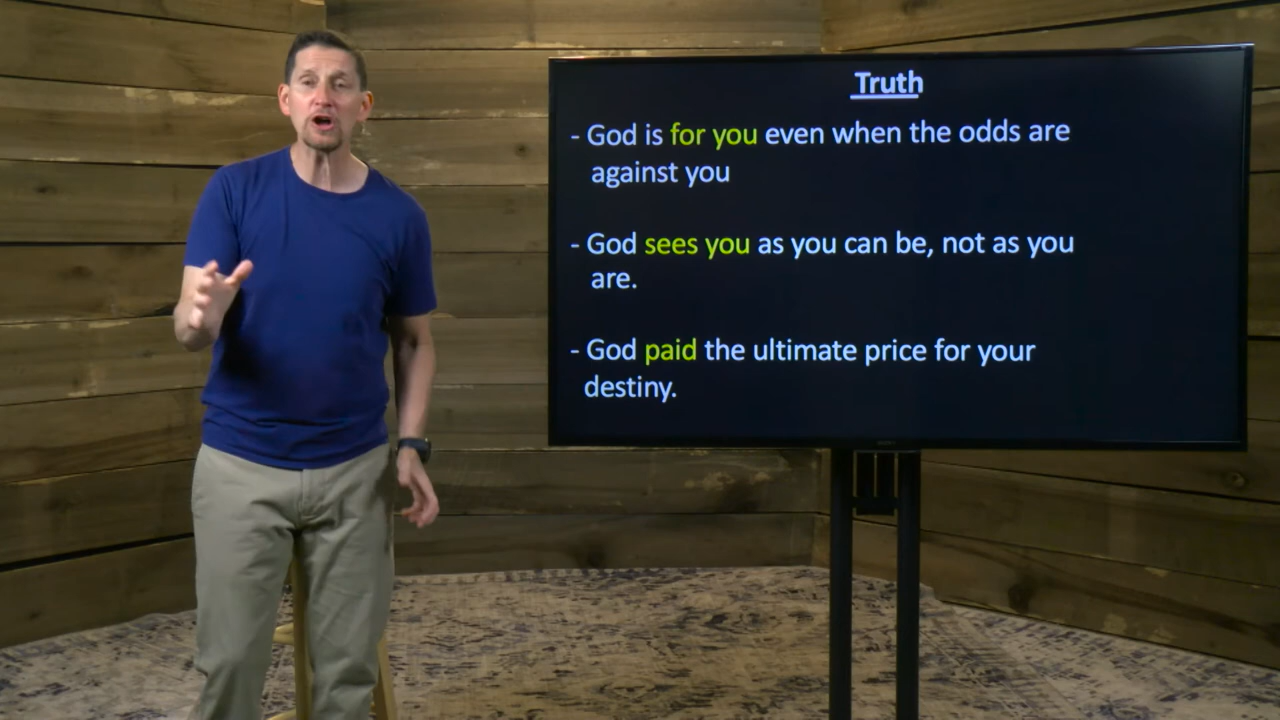 Truth
- God is for you even when the odds are
against you
- God sees you as you can be, not as you
are.
- God paid the ultimate price for your
destiny.